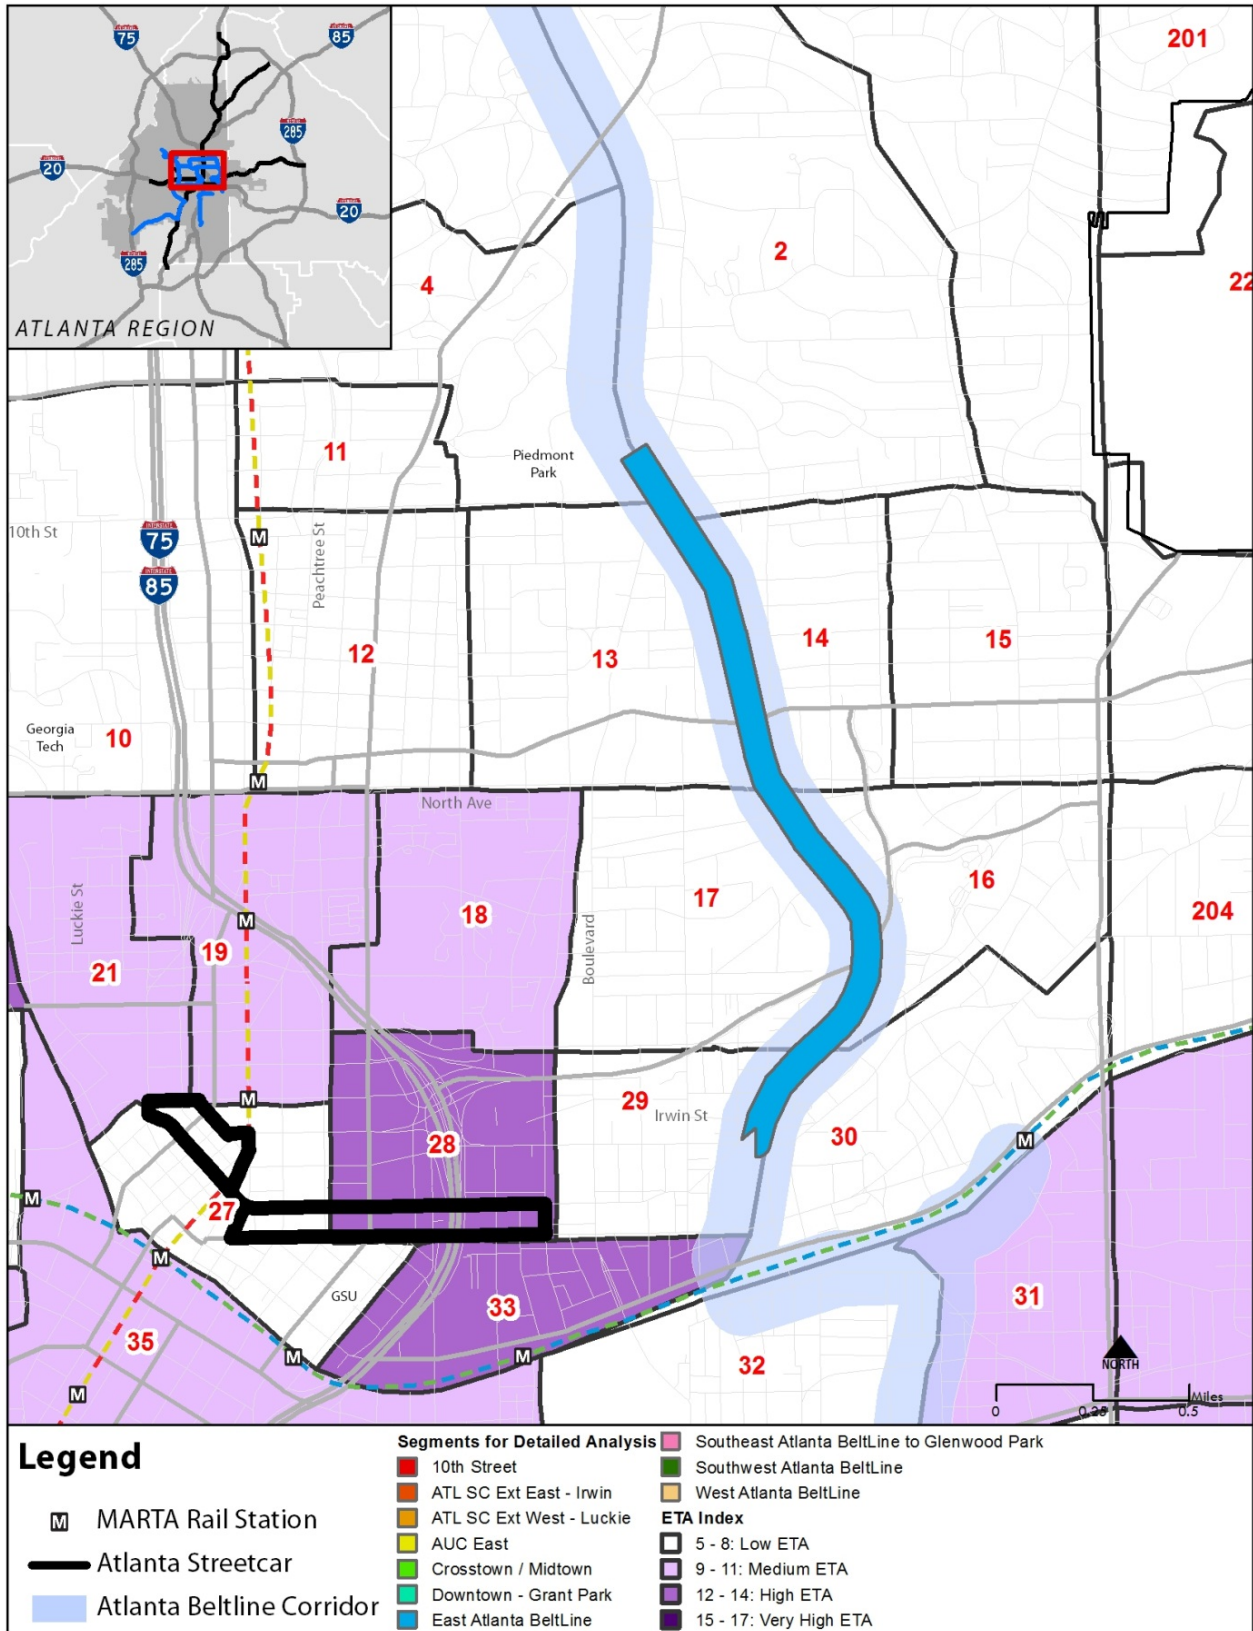 75
85
285
20
20
285
ATLANTA REGION
201
2
4
22
11
Piedmont
Park
10th St
INTERSTATE
75
INTERSTATE
85
M
Peachtree St
12
13
14
15
Georgia
Tech
10
M
North Ave
Luckie St
18
17
16
M
19
21
Boulevard
204
M
29
Irwin St
28
30
M
M
27
M
GSU
33
31
35
M
M
32
NORTH
M
Miles
0
0.25
0.5
Legend
M MARTA Rail Station
Atlanta Streetcar
Atlanta Beltline Corridor
Segments for Detailed Analysis
10th Street
ATL SC Ext East - Irwin
ATL SC Ext West - Luckie
AUC East
Crosstown / Midtown
Downtown - Grant Park
East Atlanta BeltLine
Southeast Atlanta BeltLine to Glenwood Park
Southwest Atlanta BeltLine
West Atlanta BeltLine
ETA Index
5 - 8: Low ETA
9 - 11: Medium ETA
12 - 14: High ETA
15 - 17: Very High ETA